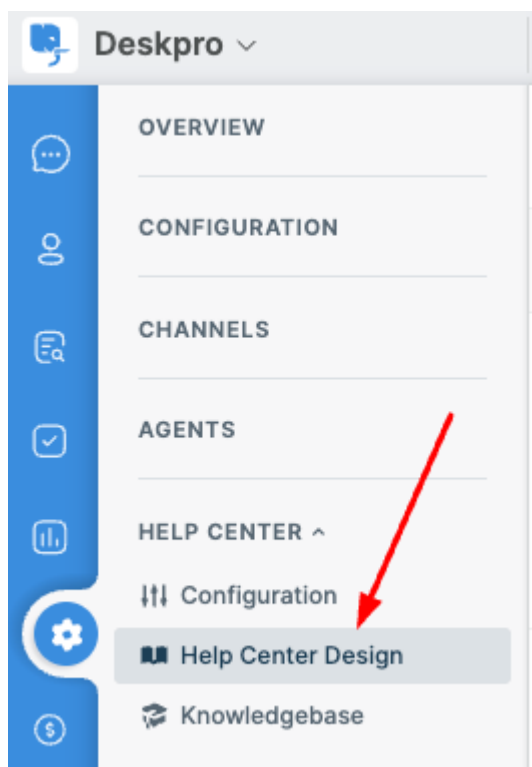 Deskpro
OVERVIEW
CONFIGURATION
CHANNELS
AGENTS
HELP CENTER
Configuration
Help Center Design
Knowledgebase